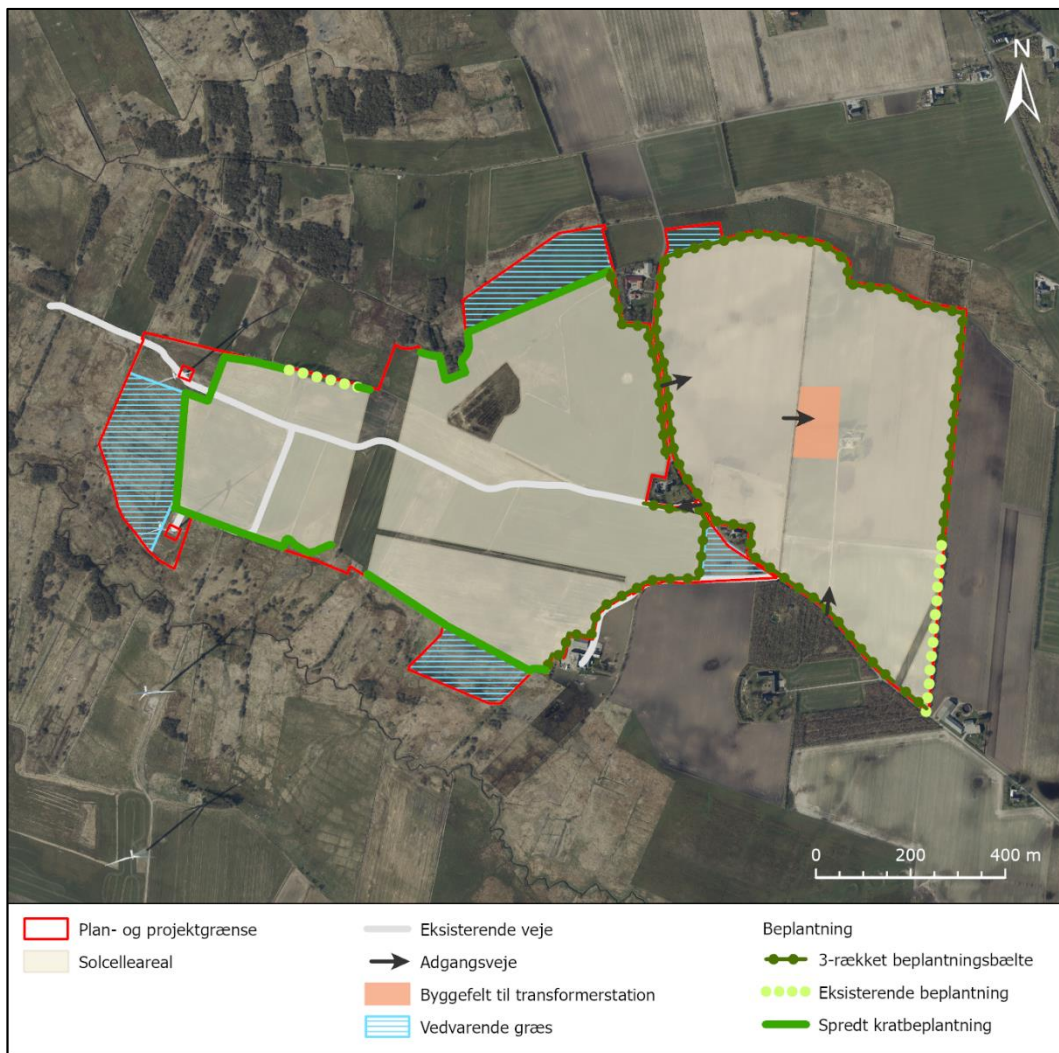 N
0 200 400 m
Plan- og projektgrænse
Solcelleareal
Eksisterende veje
Adgangsveje
Byggefelt til transformerstation
Vedvarende græs
Beplantning
3-rækket beplantningsbælte
Eksisterende beplantning
Spredt kratbeplantning